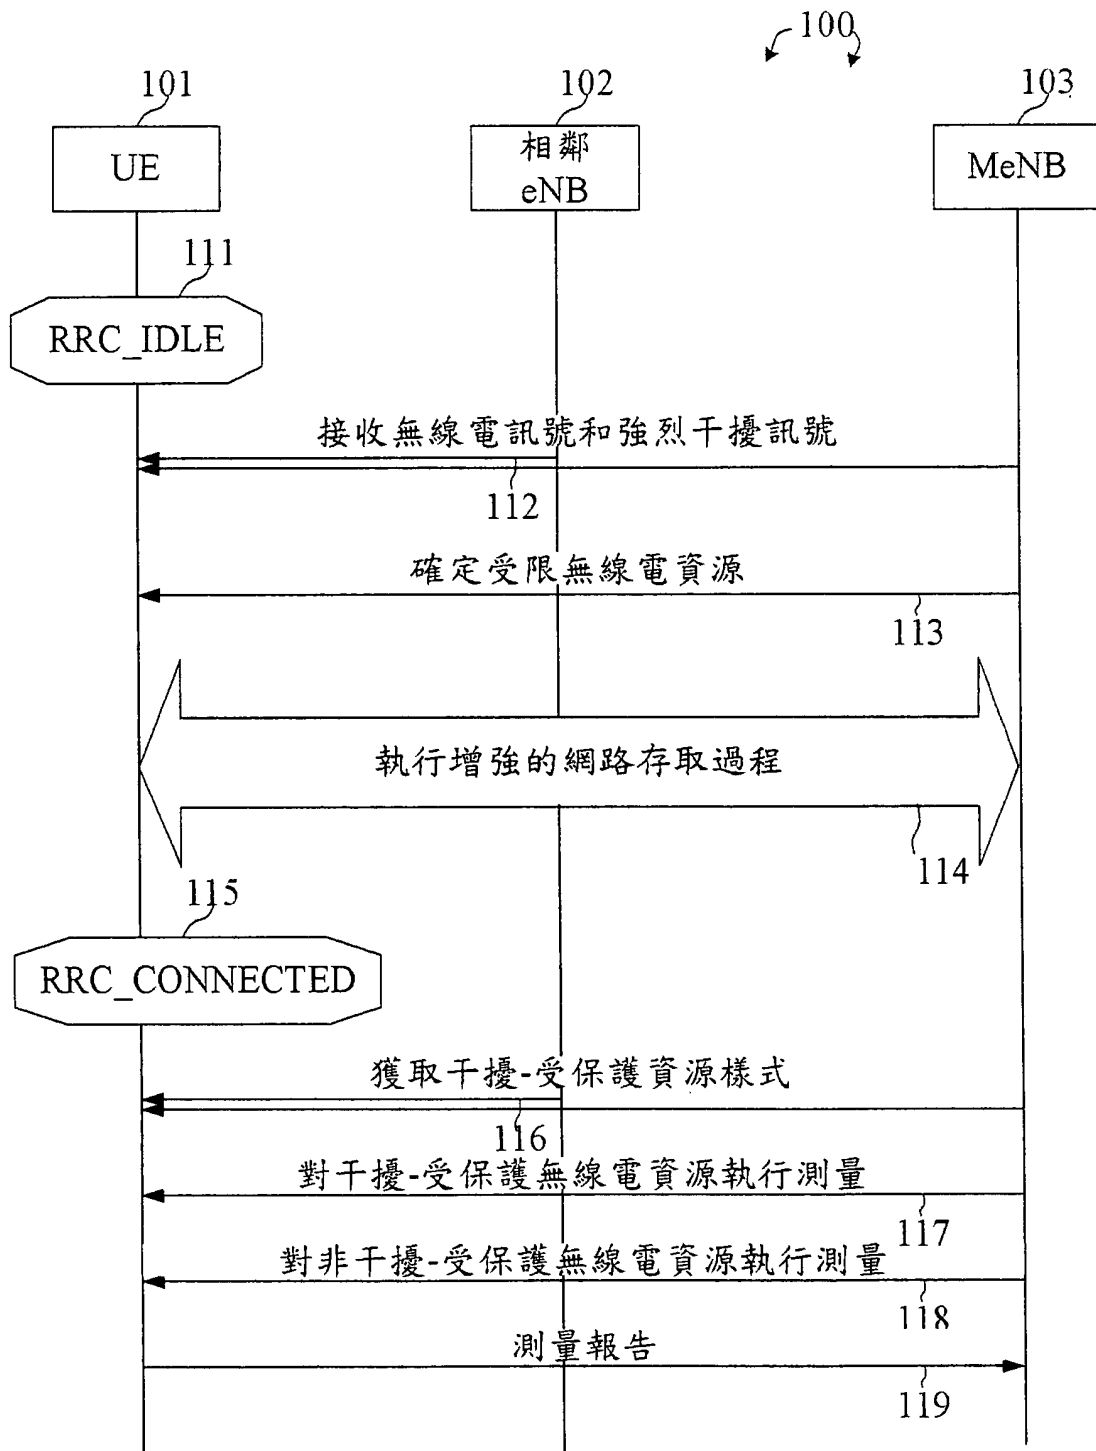 100
101
102
103
UE
相鄰
eNB
MeNB
111
RRC_IDLE
接收無線電訊號和強烈干擾訊號
112
確定受限無線電資源
113
執行增強的網路存取過程
114
115
RRC_CONNECTED
獲取干擾-受保護資源樣式
116
對干擾-受保護無線電資源執行測量
117
對非干擾-受保護無線電資源執行測量
118
測量報告
119